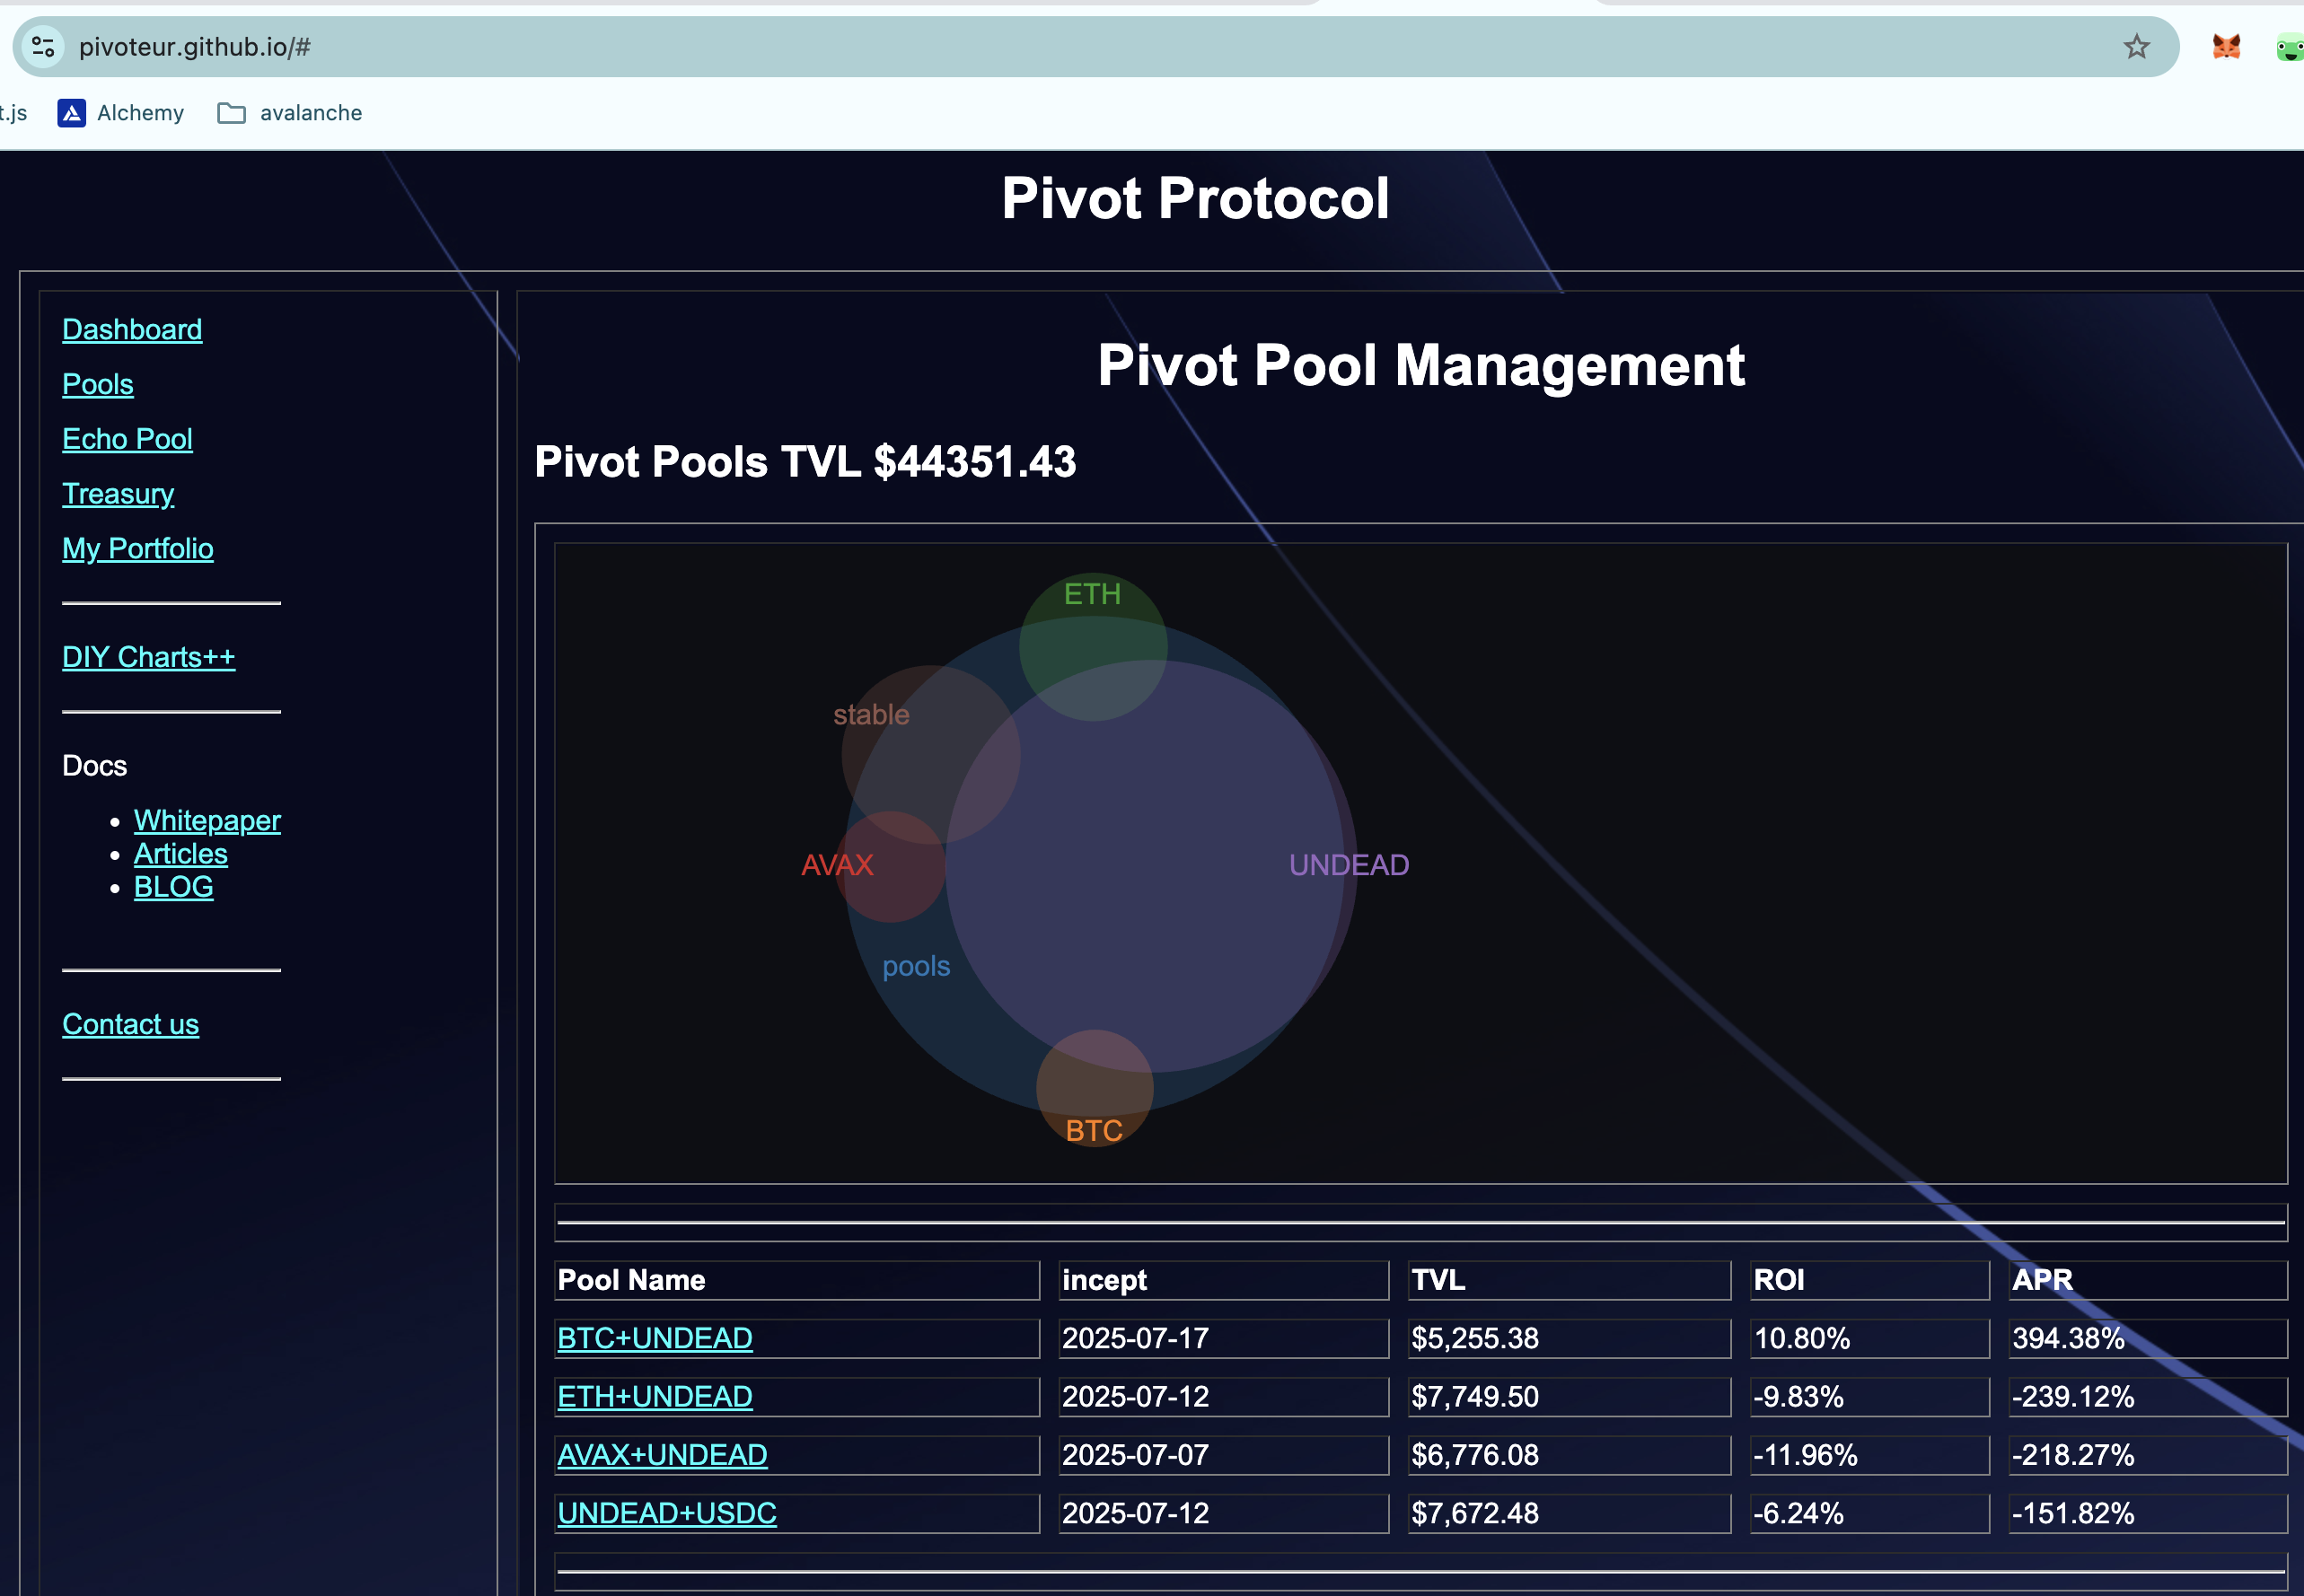 pivoteur.github.io/#
t.js Alchemy avalanche
Pivot Protocol
Dashboard
Pools
Echo Pool
Treasury
My Portfolio
DIY Charts++
Docs
Whitepaper
Articles
BLOG
Contact us
Pivot Pool Management
Pivot Pools TVL $44351.43
ETH
stable
AVAX
UNDEAD
pools
BTC
Pool Name incept TVL ROI APR
BTC+UNDEAD 2025-07-17 $5,255.38 10.80% 394.38%
ETH+UNDEAD 2025-07-12 $7,749.50 -9.83% -239.12%
AVAX+UNDEAD 2025-07-07 $6,776.08 -11.96% -218.27%
UNDEAD+USDC 2025-07-12 $7,672.48 -6.24% -151.82%